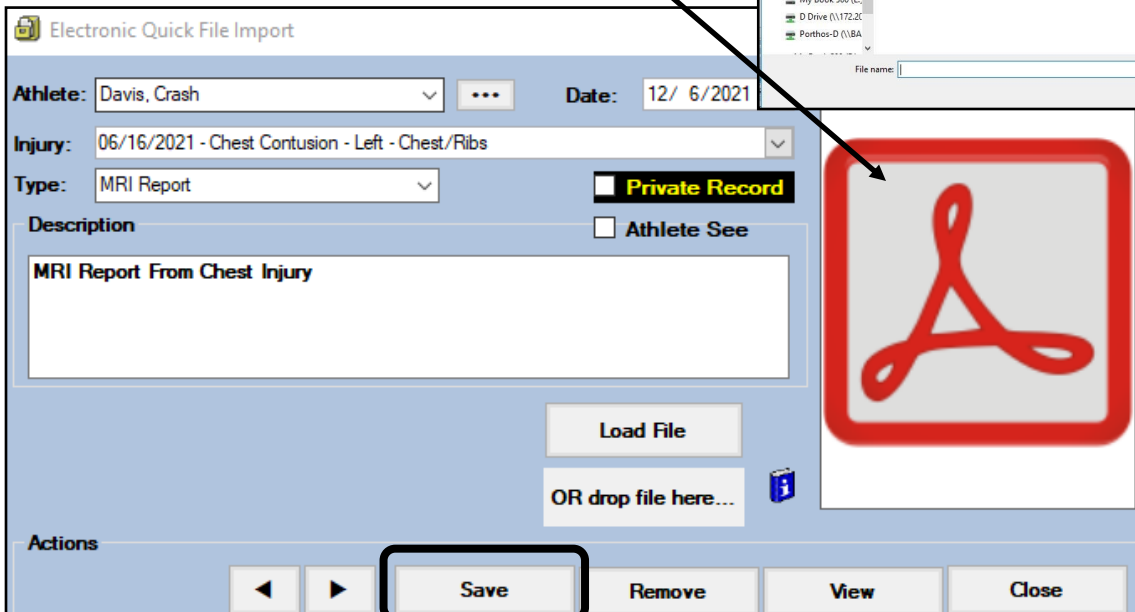 D Drive (\\172.20
Porthos-D (\\BA
File name:
Electronic Quick File Import
Athlete: Davis, Crash ••• Date: 12/ 6/2021
Injury: 06/16/2021 - Chest Contusion - Left - Chest/Ribs
Type: MRI Report Private Record
Description Athlete See
MRI Report From Chest Injury
Load File
OR drop file here...
Actions
Save Remove View Close